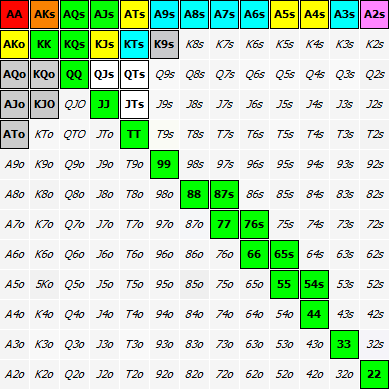 AA AKs AQs AJs ATs A9s A8s A7s A6s A5s A4s A3s A2s
AKo KK KQs KJs KTs K9s K8s K7s K6s K5s K4s K3s K2s
AQo KQo QQ QJs QTs Q9s Q8s Q7s Q6s Q5s Q4s Q3s Q2s
AJo KJO QJO JJ JTs J9s J8s J7s J6s J5s J4s J3s J2s
ATo KTo QTO JTo TT T9s T8s T7s T6s T5s T4s T3s T2s
A9o K9o Q9o J9o T9o 99 98s 97s 96s 95s 94s 93s 92s
A8o K8o Q8o J8o T8o 98o 88 87s 86s 85s 84s 83s 82s
A7o K7o Q7o J7o T7o 97o 87o 77 76s 75s 74s 73s 72s
A6o K6o Q6o J6o T6o 96o 86o 76o 66 65s 64s 63s 62s
A5o 5Ko Q5o J5o T5o 95o 85o 75o 65o 55 54s 53s 52s
A4o K4o Q4o J4o T4o 94o 84o 74o 64o 54o 44 43s 42s
A3o K3o Q3o J3o T3o 93o 83o 73o 63o 53o 43o 33 32s
A2o K2o Q2o J2o T2o 92o 82o 72o 62o 52o 42o 32o 22